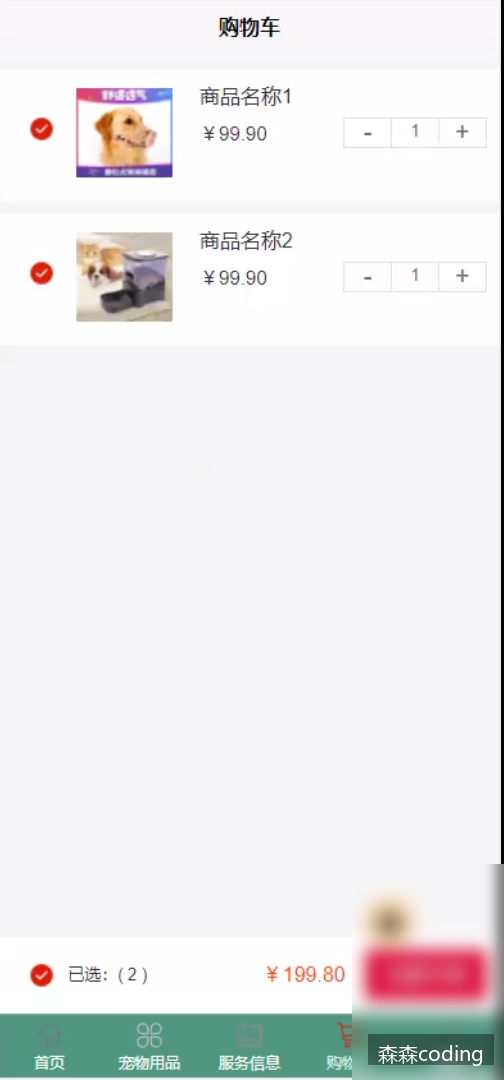 购物车
舒适透气
商品名称1
￥99.90
- 1 +
商品名称2
￥99.90
- 1 +
已选：( 2 )
￥199.80
首页
宠物用品
服务信息
购物
森森coding